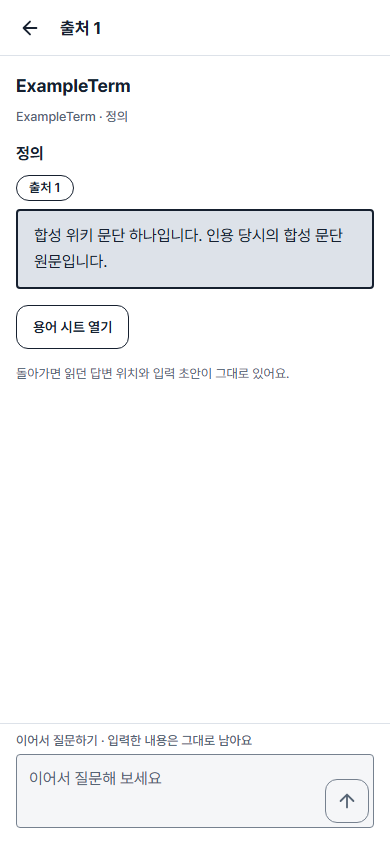 출처 1
ExampleTerm
ExampleTerm · 정의
정의
출처 1
합성 위키 문단 하나입니다. 인용 당시의 합성 문단
원문입니다.
용어 시트 열기
돌아가면 읽던 답변 위치와 입력 초안이 그대로 있어요.
이어서 질문하기 · 입력한 내용은 그대로 남아요
이어서 질문해 보세요